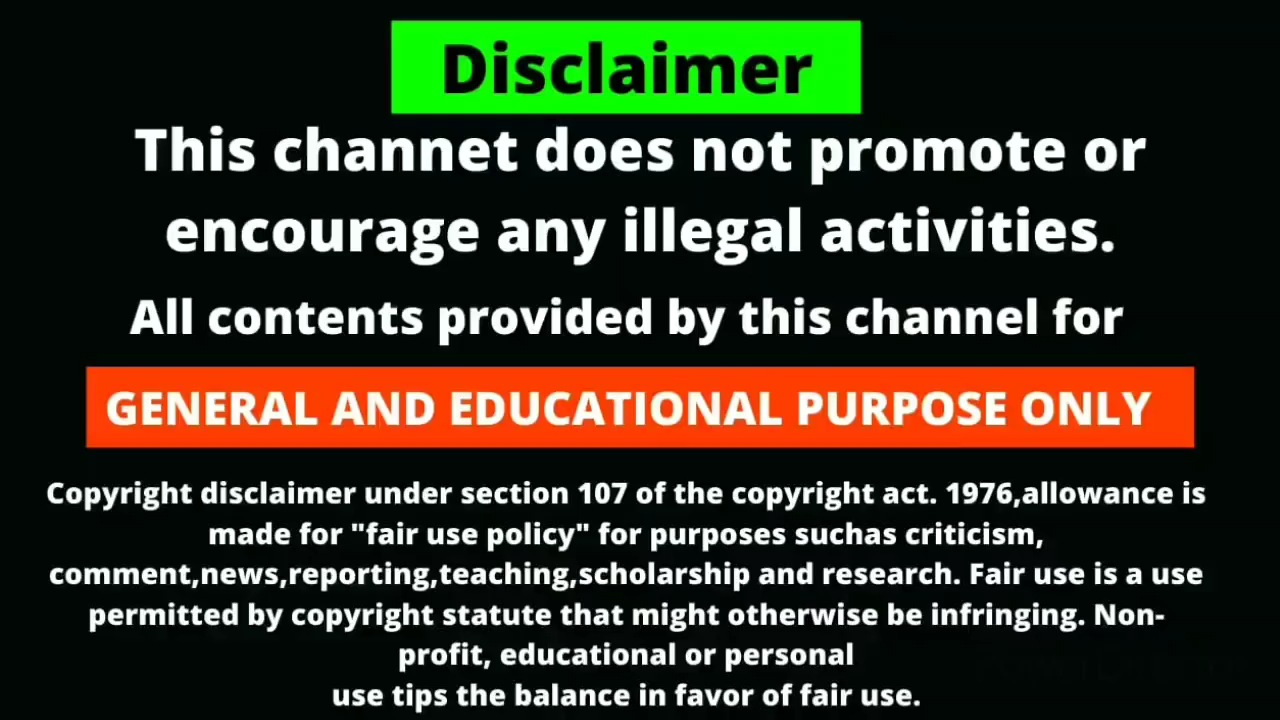 Disclaimer
This channet does not promote or
encourage any illegal activities.
All contents provided by this channel for
GENERAL AND EDUCATIONAL PURPOSE ONLY
Copyright disclaimer under section 107 of the copyright act. 1976,allowance is
made for "fair use policy" for purposes suchas criticism,
comment,news,reporting,teaching,scholarship and research. Fair use is a use
permitted by copyright statute that might otherwise be infringing. Non-
profit, educational or personal
use tips the balance in favor of fair use.